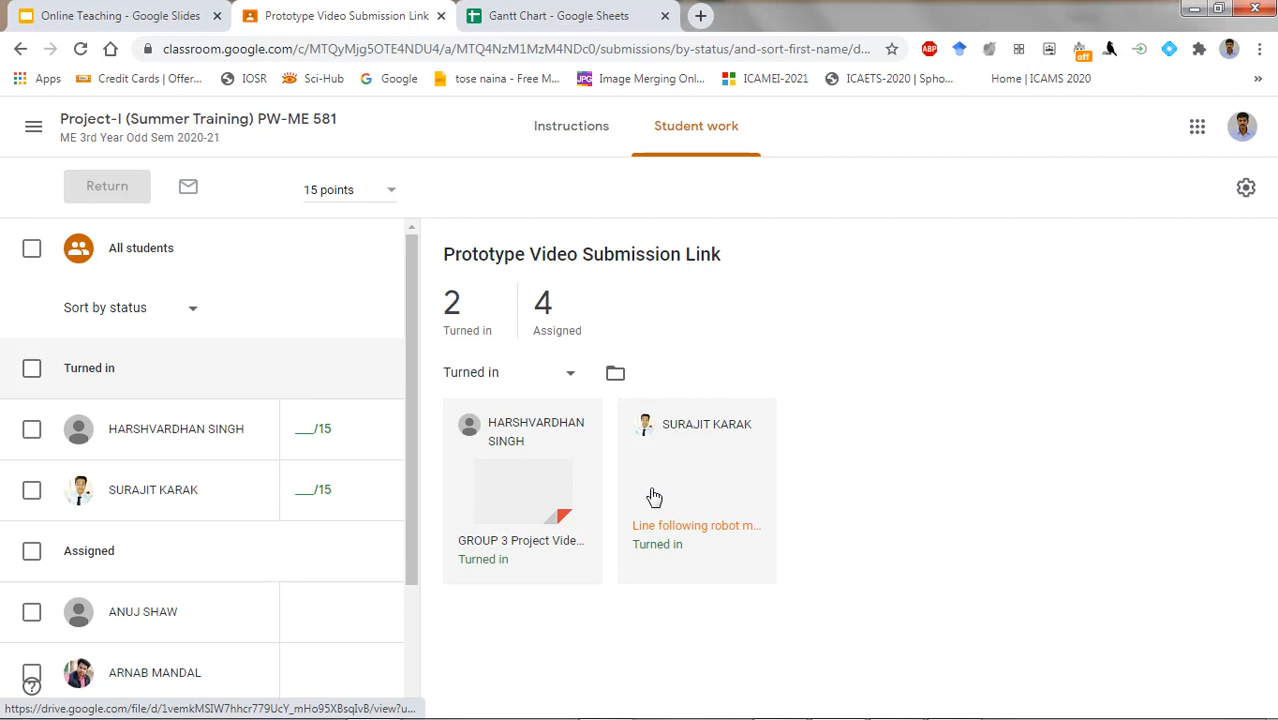 Online Teaching - Google Slides
Prototype Video Submission Link
Gantt Chart - Google Sheets
classroom.google.com/c/MTQyMjg5OTE4NDU4/a/MTQ4NzM1MzM4NDc0/submissions/by-status/and-sort-first-name/d...
ABP
off
Apps
Credit Cards | Offer...
IOSR
Sci-Hub
Google
tose naina - Free M...
JPG
Image Merging Onl...
ICAMEI-2021
ICAETS-2020 | Spho...
Home | ICAMS 2020
»
Project-I (Summer Training) PW-ME 581
ME 3rd Year Odd Sem 2020-21
Instructions
Student work
Return
15 points
All students
Sort by status
Turned in
HARSHVARDHAN SINGH
___/15
SURAJIT KARAK
___/15
Assigned
ANUJ SHAW
ARNAB MANDAL
Prototype Video Submission Link
2
Turned in
4
Assigned
Turned in
HARSHVARDHAN
SINGH
GROUP 3 Project Vide...
Turned in
SURAJIT KARAK
Line following robot m...
Turned in
https://drive.google.com/file/d/1vemkMSIW7hhcr779UcY_mHo95XBsqIvB/view?u...